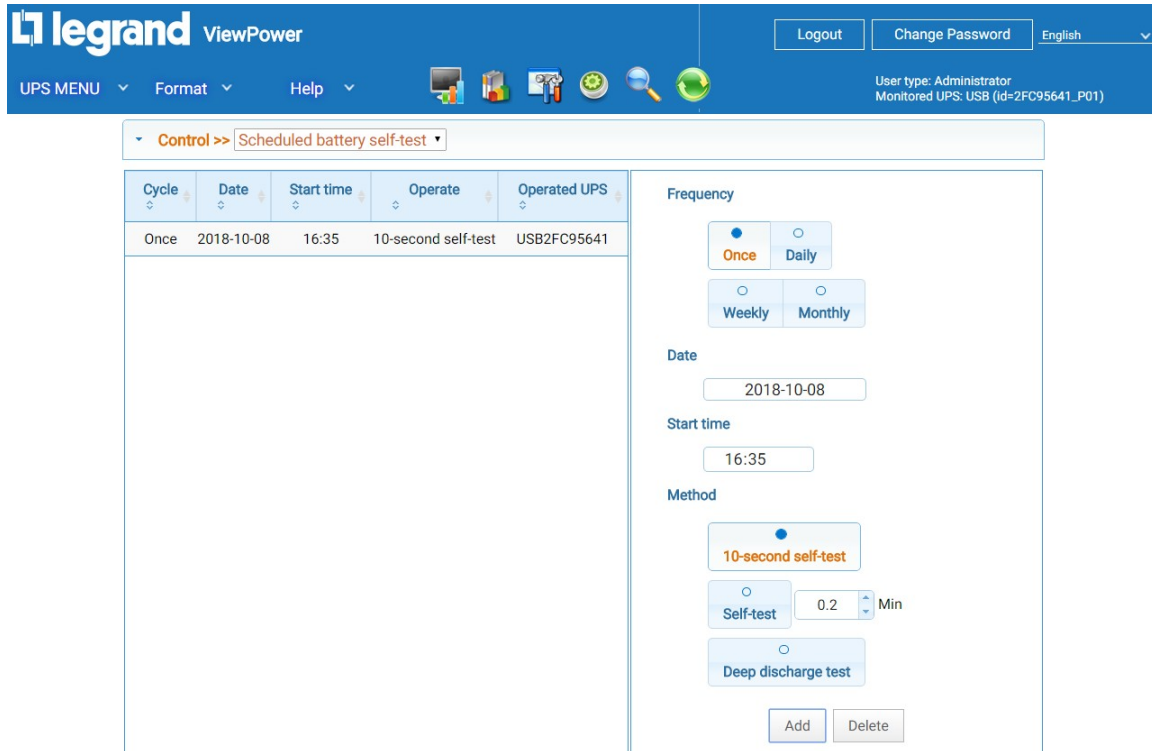 legrand ViewPower
Logout Change Password English
UPS MENU Format Help
User type: Administrator
Monitored UPS: USB (id=2FC95641_P01)
Control >> Scheduled battery self-test
Cycle Date Start time Operate Operated UPS
Once 2018-10-08 16:35 10-second self-test USB2FC95641
Frequency
Once Daily
Weekly Monthly
Date
2018-10-08
Start time
16:35
Method
10-second self-test
Self-test 0.2 Min
Deep discharge test
Add Delete